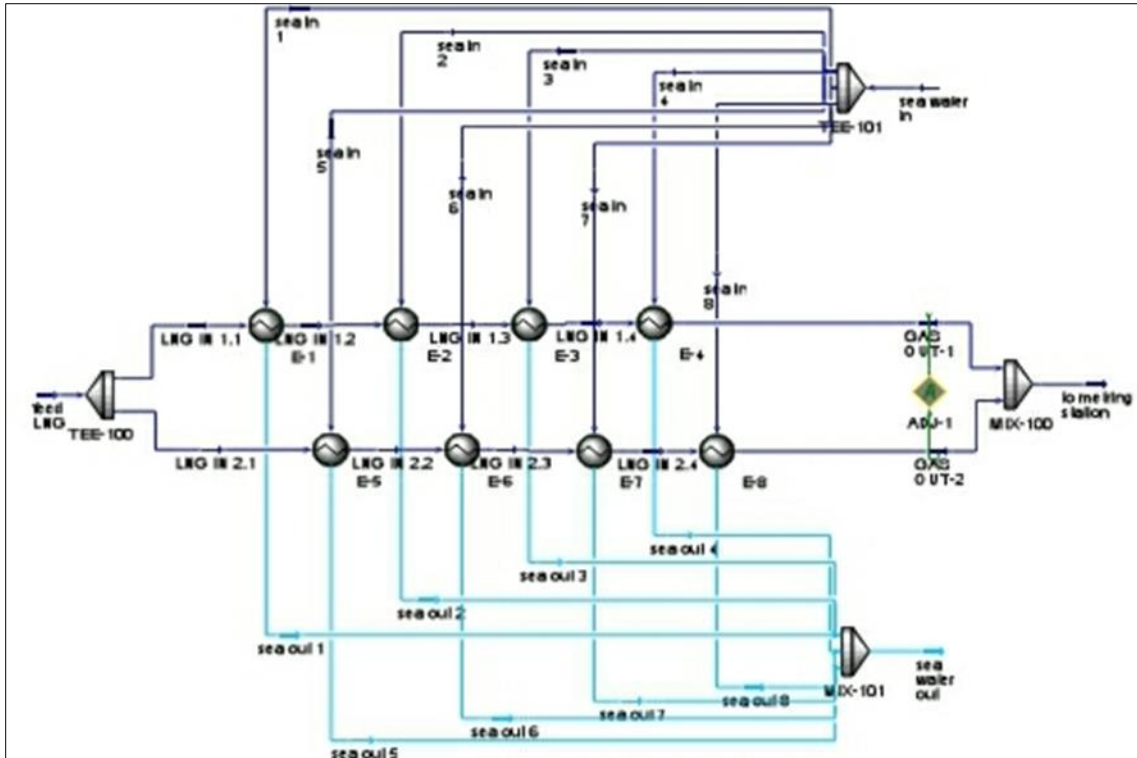 sea in
1
sea in
2
sea in
3
sea in
4
sea water
in
TEE-101
sea in
5
sea in
6
sea in
7
sea in
8
LNG IN 1.1
LNG IN 1.2
E-1
LNG IN 1.3
E-2
LNG IN 1.4
E-3
E-4
GAS
OUT-1
feed
LNG
TEE-100
A
ADJ-1
MIX-100
to metring
station
LNG IN 2.1
LNG IN 2.2
E-5
LNG IN 2.3
E-6
LNG IN 2.4
E-7
E-8
GAS
OUT-2
sea out 4
sea out 3
sea out 2
sea out 1
sea
water
out
MIX-101
sea out 8
sea out 7
sea out 6
sea out 5